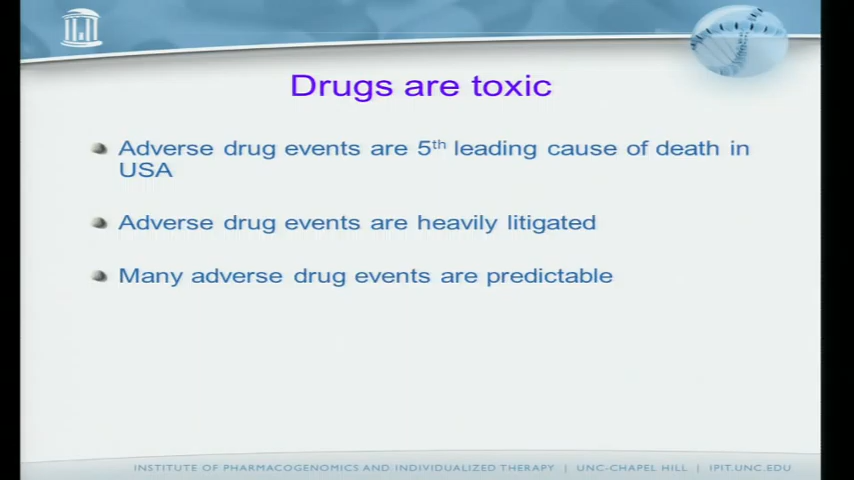 Drugs are toxic
Adverse drug events are 5th leading cause of death in
USA
Adverse drug events are heavily litigated
Many adverse drug events are predictable
INSTITUTE OF PHARMACOGENOMICS AND INDIVIDUALIZED THERAPY | UNC-CHAPEL HILL | IPIT.UNC.EDU